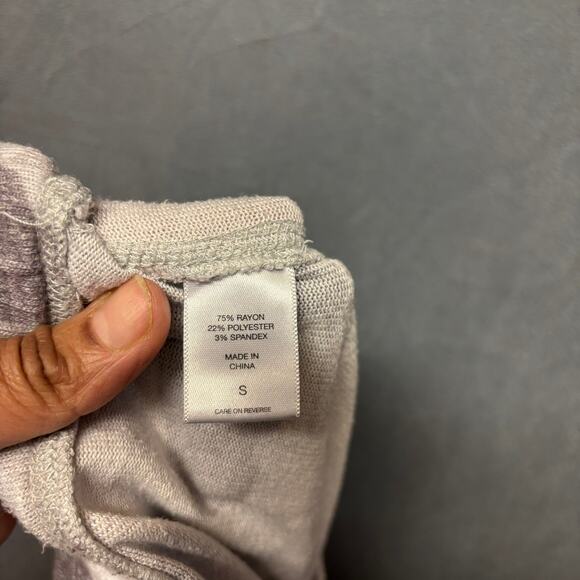 75% RAYON
22% POLYESTER
3% SPANDEX
MADE IN
CHINA
S
CARE ON REVERSE